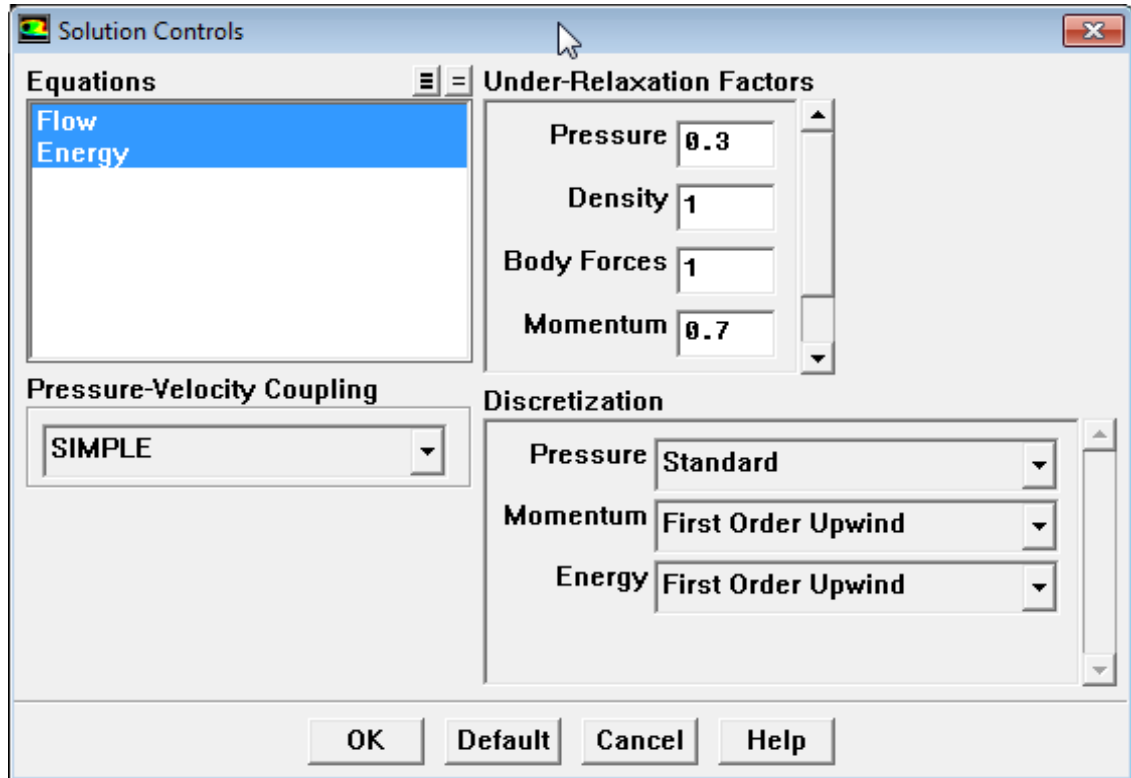 Solution Controls
Equations
Flow
Energy
Pressure-Velocity Coupling
SIMPLE
Under-Relaxation Factors
Pressure 0.3
Density 1
Body Forces 1
Momentum 0.7
Discretization
Pressure Standard
Momentum First Order Upwind
Energy First Order Upwind
OK Default Cancel Help